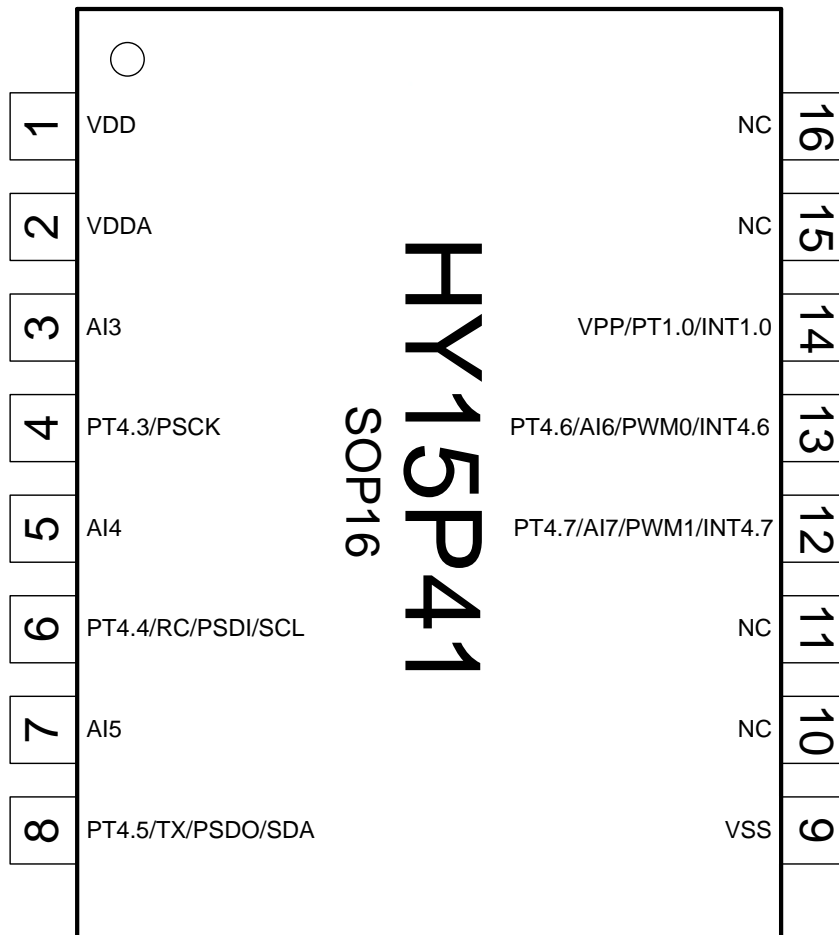 1 VDD
2 VDDA
3 AI3
4 PT4.3/PSCK
5 AI4
6 PT4.4/RC/PSDI/SCL
7 AI5
8 PT4.5/TX/PSDO/SDA
HY15P41
SOP16
NC 16
NC 15
VPP/PT1.0/INT1.0 14
PT4.6/AI6/PWM0/INT4.6 13
PT4.7/AI7/PWM1/INT4.7 12
NC 11
NC 10
VSS 9